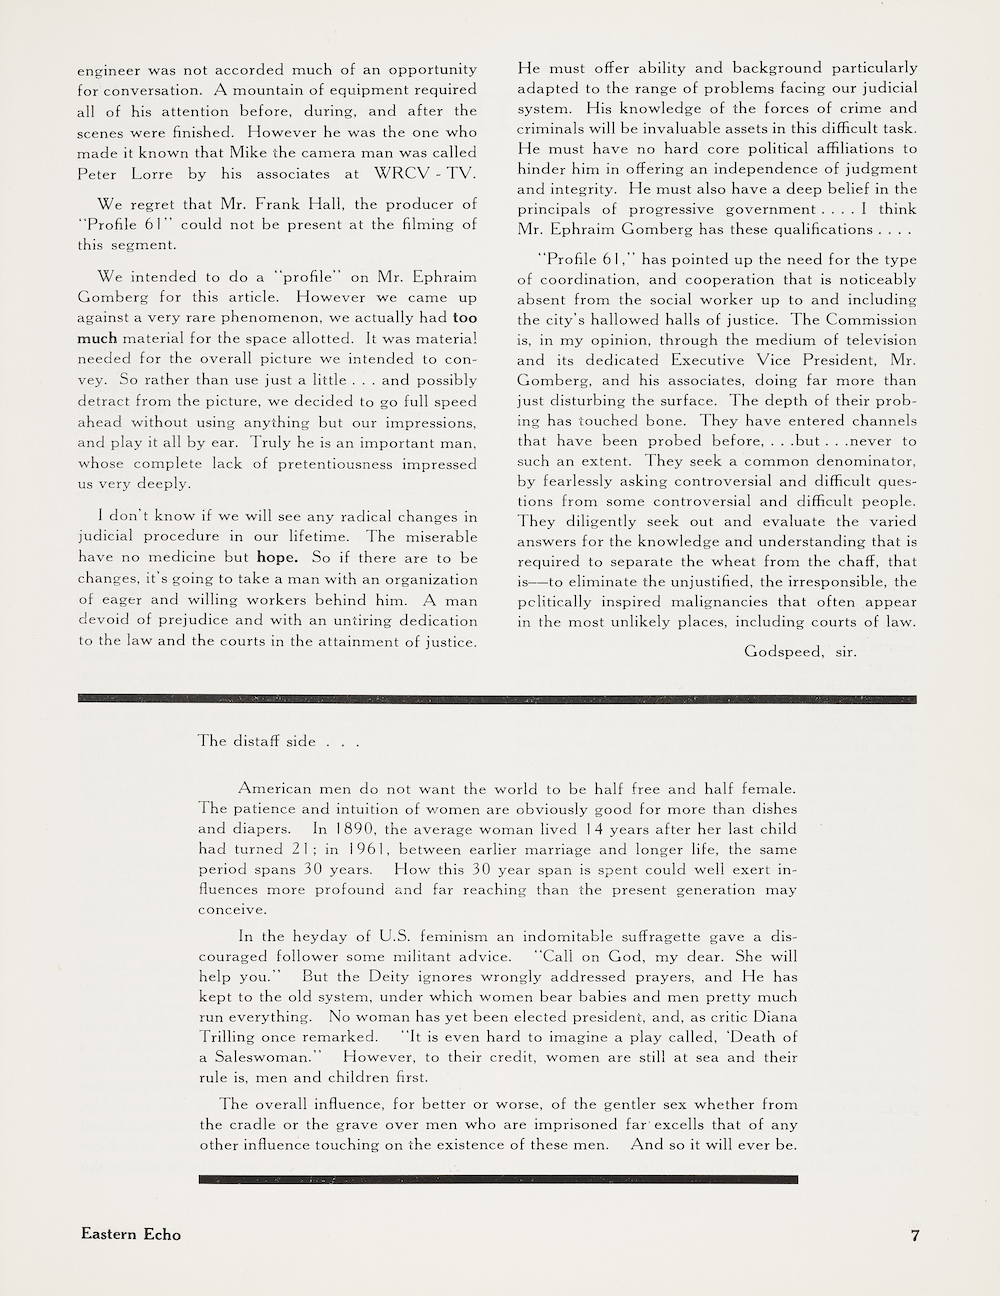 engineer was not accorded much of an opportunity
for conversation. A mountain of equipment required
all of his attention before, during, and after the
scenes were finished. However he was the one who
made it known that Mike the camera man was called
Peter Lorre by his associates at WRCV - TV.
We regret that Mr. Frank Hall, the producer of
"Profile 61" could not be present at the filming of
this segment.
We intended to do a "profile" on Mr. Ephraim
Gomberg for this article. However we came up
against a very rare phenomenon, we actually had too
much material for the space allotted. It was material
needed for the overall picture we intended to con-
vey. So rather than use just a little . . . and possibly
detract from the picture, we decided to go full speed
ahead without using anything but our impressions,
and play it all by ear. Truly he is an important man,
whose complete lack of pretentiousness impressed
us very deeply.
I don't know if we will see any radical changes in
judicial procedure in our lifetime. The miserable
have no medicine but hope. So if there are to be
changes, it's going to take a man with an organization
of eager and willing workers behind him. A man
devoid of prejudice and with an untiring dedication
to the law and the courts in the attainment of justice.
He must offer ability and background particularly
adapted to the range of problems facing our judicial
system. His knowledge of the forces of crime and
criminals will be invaluable assets in this difficult task.
He must have no hard core political affiliations to
hinder him in offering an independence of judgment
and integrity. He must also have a deep belief in the
principals of progressive government . . . . I think
Mr. Ephraim Gomberg has these qualifications . . . .
"Profile 61," has pointed up the need for the type
of coordination, and cooperation that is noticeably
absent from the social worker up to and including
the city's hallowed halls of justice. The Commission
is, in my opinion, through the medium of television
and its dedicated Executive Vice President, Mr.
Gomberg, and his associates, doing far more than
just disturbing the surface. The depth of their prob-
ing has touched bone. They have entered channels
that have been probed before, . . .but . . .never to
such an extent. They seek a common denominator,
by fearlessly asking controversial and difficult ques-
tions from some controversial and difficult people.
They diligently seek out and evaluate the varied
answers for the knowledge and understanding that is
required to separate the wheat from the chaff, that
is—to eliminate the unjustified, the irresponsible, the
politically inspired malignancies that often appear
in the most unlikely places, including courts of law.
Godspeed, sir.
The distaff side . . .
American men do not want the world to be half free and half female.
The patience and intuition of women are obviously good for more than dishes
and diapers. In 1890, the average woman lived 14 years after her last child
had turned 21; in 1961, between earlier marriage and longer life, the same
period spans 30 years. How this 30 year span is spent could well exert in-
fluences more profound and far reaching than the present generation may
conceive.
In the heyday of U.S. feminism an indomitable suffragette gave a dis-
couraged follower some militant advice. "Call on God, my dear. She will
help you." But the Deity ignores wrongly addressed prayers, and He has
kept to the old system, under which women bear babies and men pretty much
run everything. No woman has yet been elected president, and, as critic Diana
Trilling once remarked. "It is even hard to imagine a play called, 'Death of
a Saleswoman." However, to their credit, women are still at sea and their
rule is, men and children first.
The overall influence, for better or worse, of the gentler sex whether from
the cradle or the grave over men who are imprisoned far excells that of any
other influence touching on the existence of these men. And so it will ever be.
Eastern Echo
7